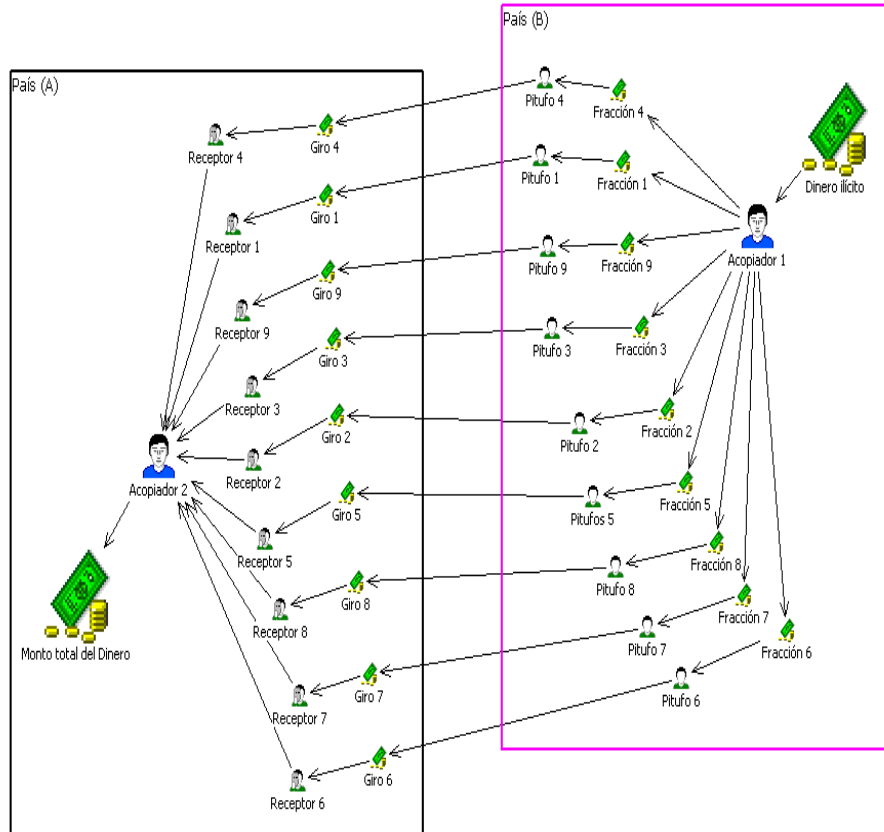 País (B)
País (A)
Pitufo 4
Fracción 4
Giro 4
Receptor 4
Dinero ilícito
Pitufo 1
Fracción 1
Giro 1
Receptor 1
Acopiador 1
Pitufo 9
Fracción 9
Giro 9
Receptor 9
Pitufo 3
Fracción 3
Giro 3
Receptor 3
Pitufo 2
Fracción 2
Giro 2
Receptor 2
Acopiador 2
Pitufos 5
Fracción 5
Giro 5
Receptor 5
Pitufo 8
Fracción 8
Giro 8
Receptor 8
Monto total del Dinero
Pitufo 7
Fracción 7
Giro 7
Receptor 7
Pitufo 6
Fracción 6
Giro 6
Receptor 6